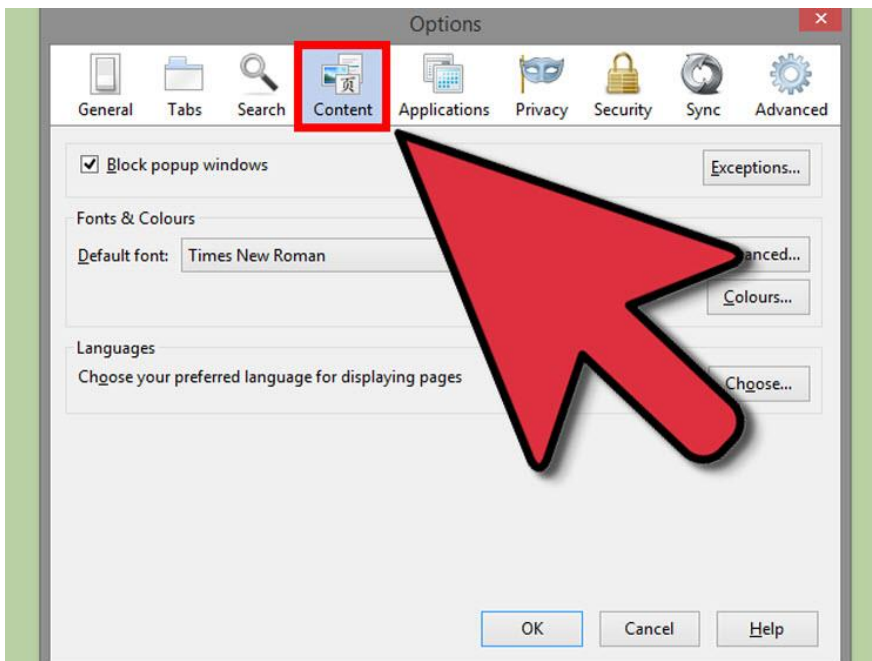 Options
General Tabs Search Content Applications Privacy Security Sync Advanced
Block popup windows Exceptions...
Fonts & Colours
Default font: Times New Roman
Colours...
Languages
Choose your preferred language for displaying pages Choose...
OK Cancel Help